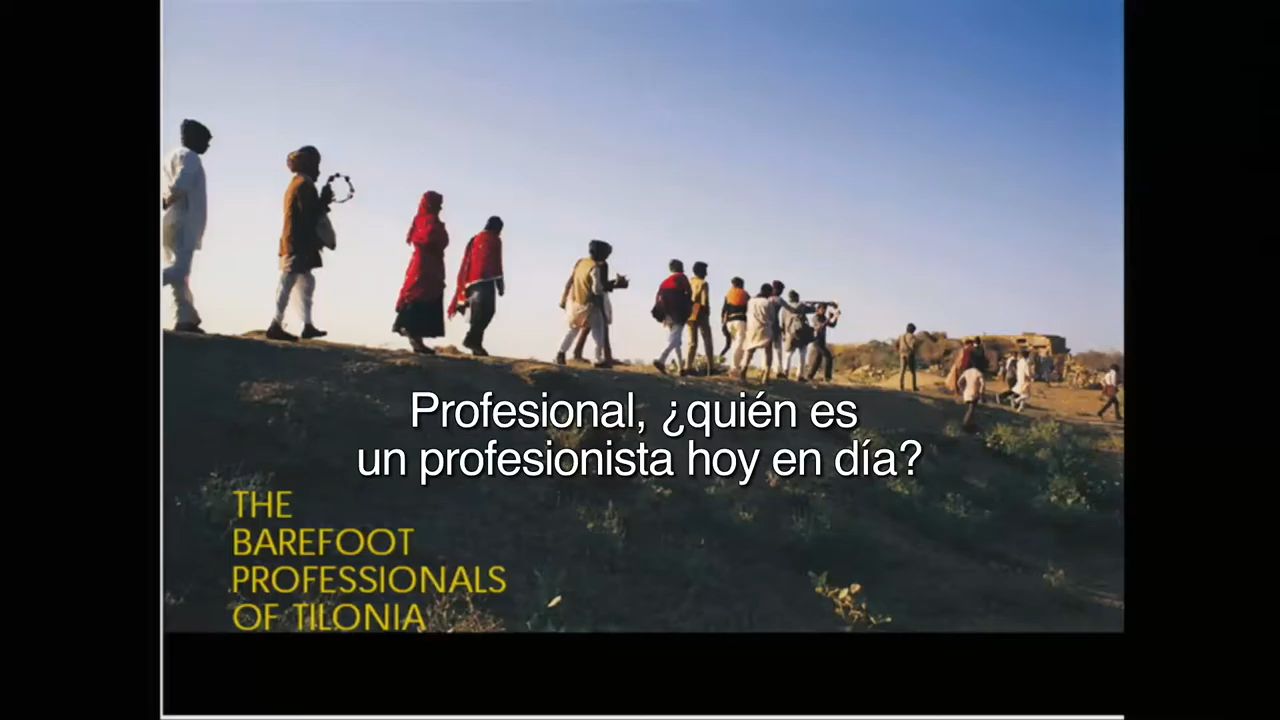 Profesional, ¿quién es
un profesionista hoy en día?
THE
BAREFOOT
PROFESSIONALS
OF TILONIA